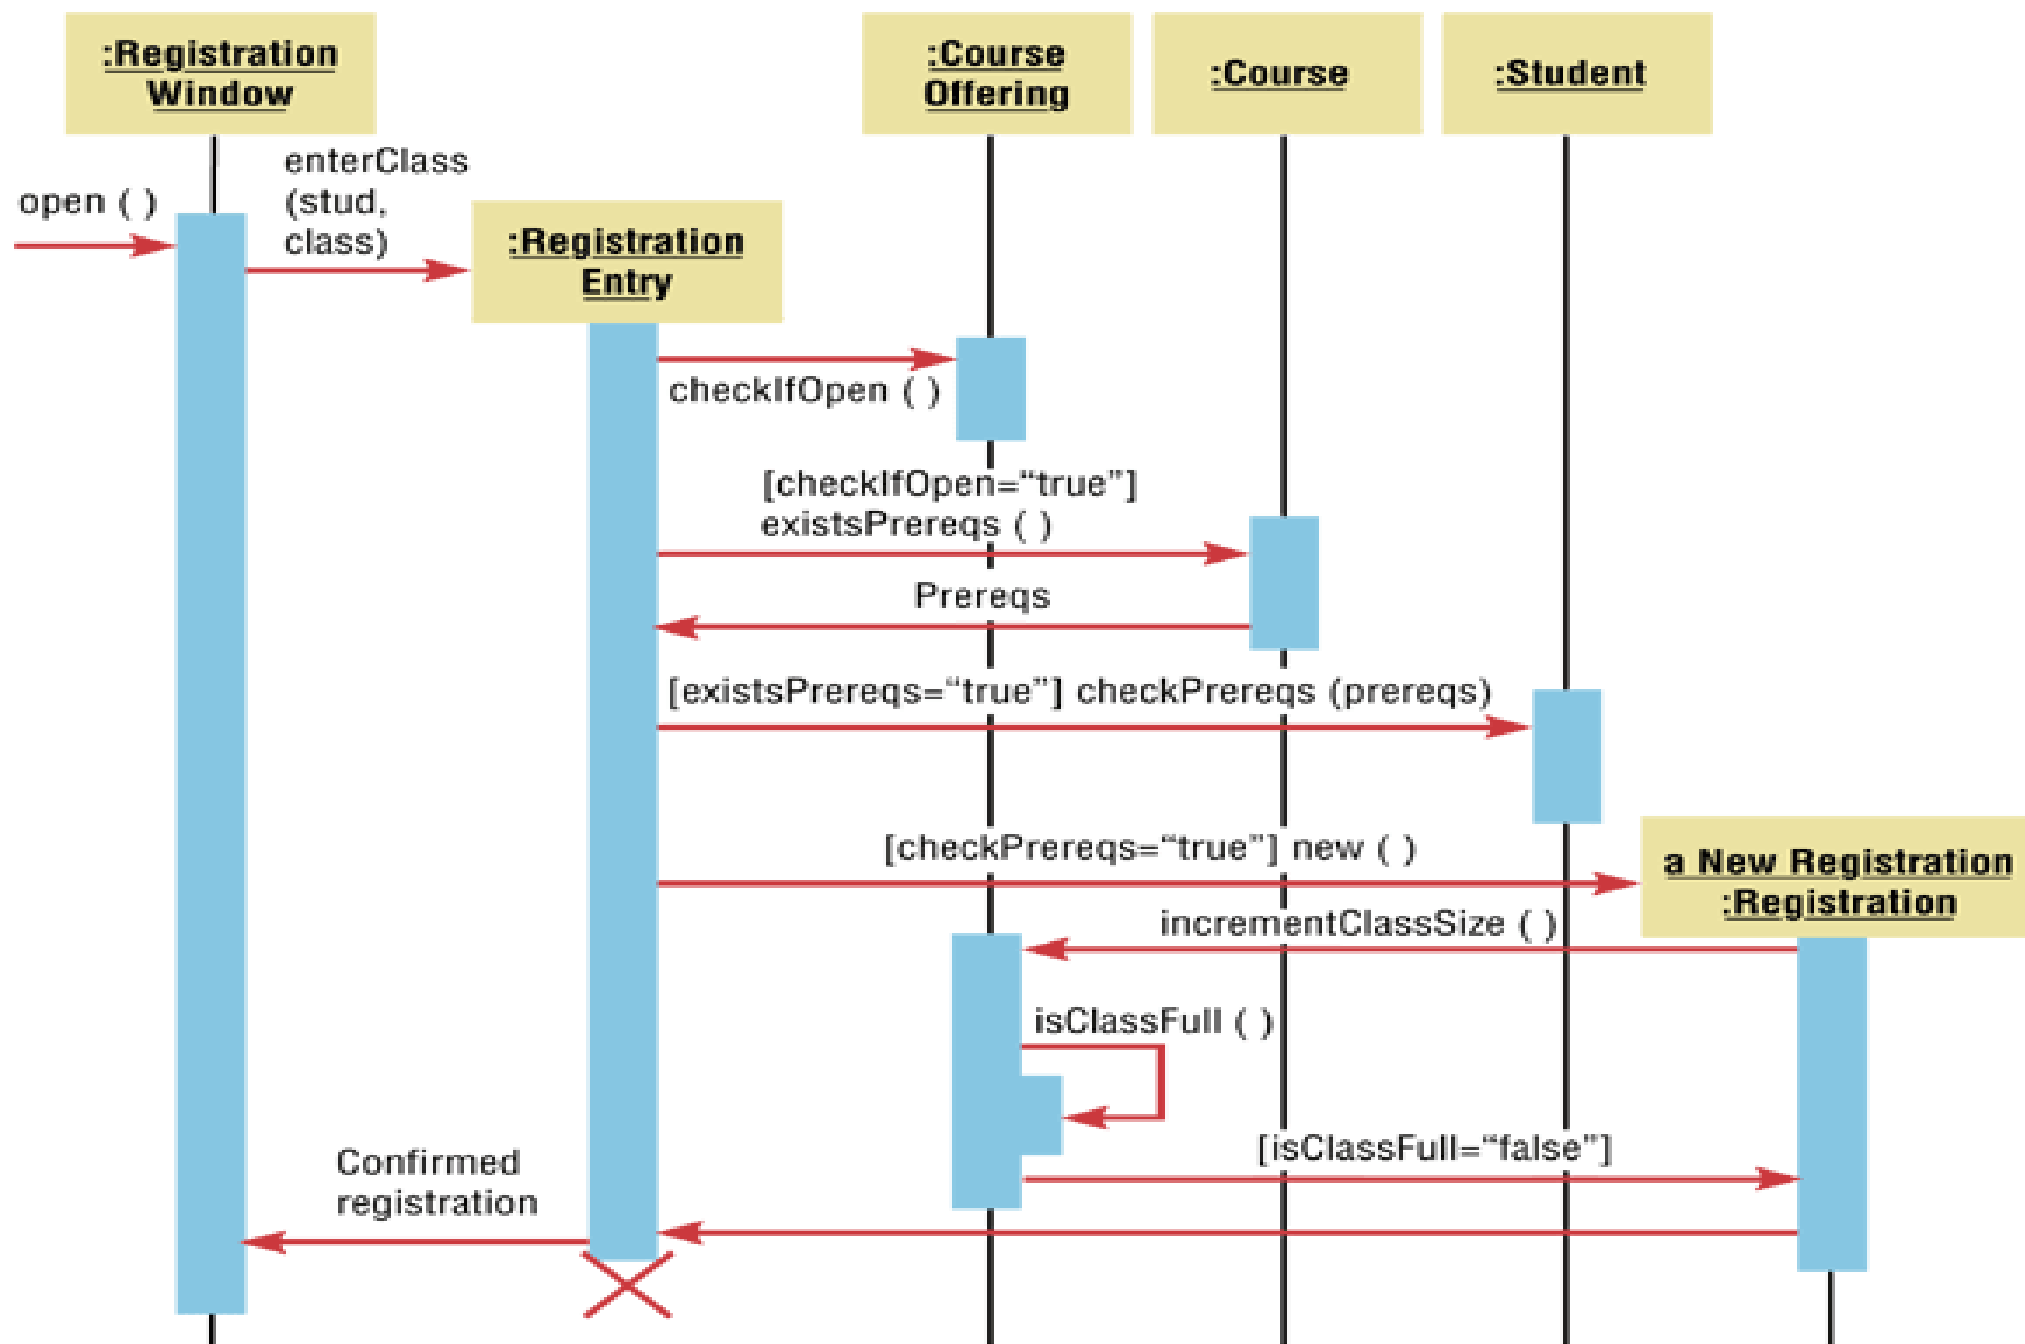 :Registration
Window
:Course
Offering
:Course
:Student
open ( )
enterClass
(stud,
class)
:Registration
Entry
checkIfOpen ( )
[checkIfOpen=“true”]
existsPrereqs ( )
Prereqs
[existsPrereqs=“true”] checkPrereqs (prereqs)
[checkPrereqs=“true”] new ( )
a New Registration
:Registration
incrementClassSize ( )
isClassFull ( )
[isClassFull=“false”]
Confirmed
registration